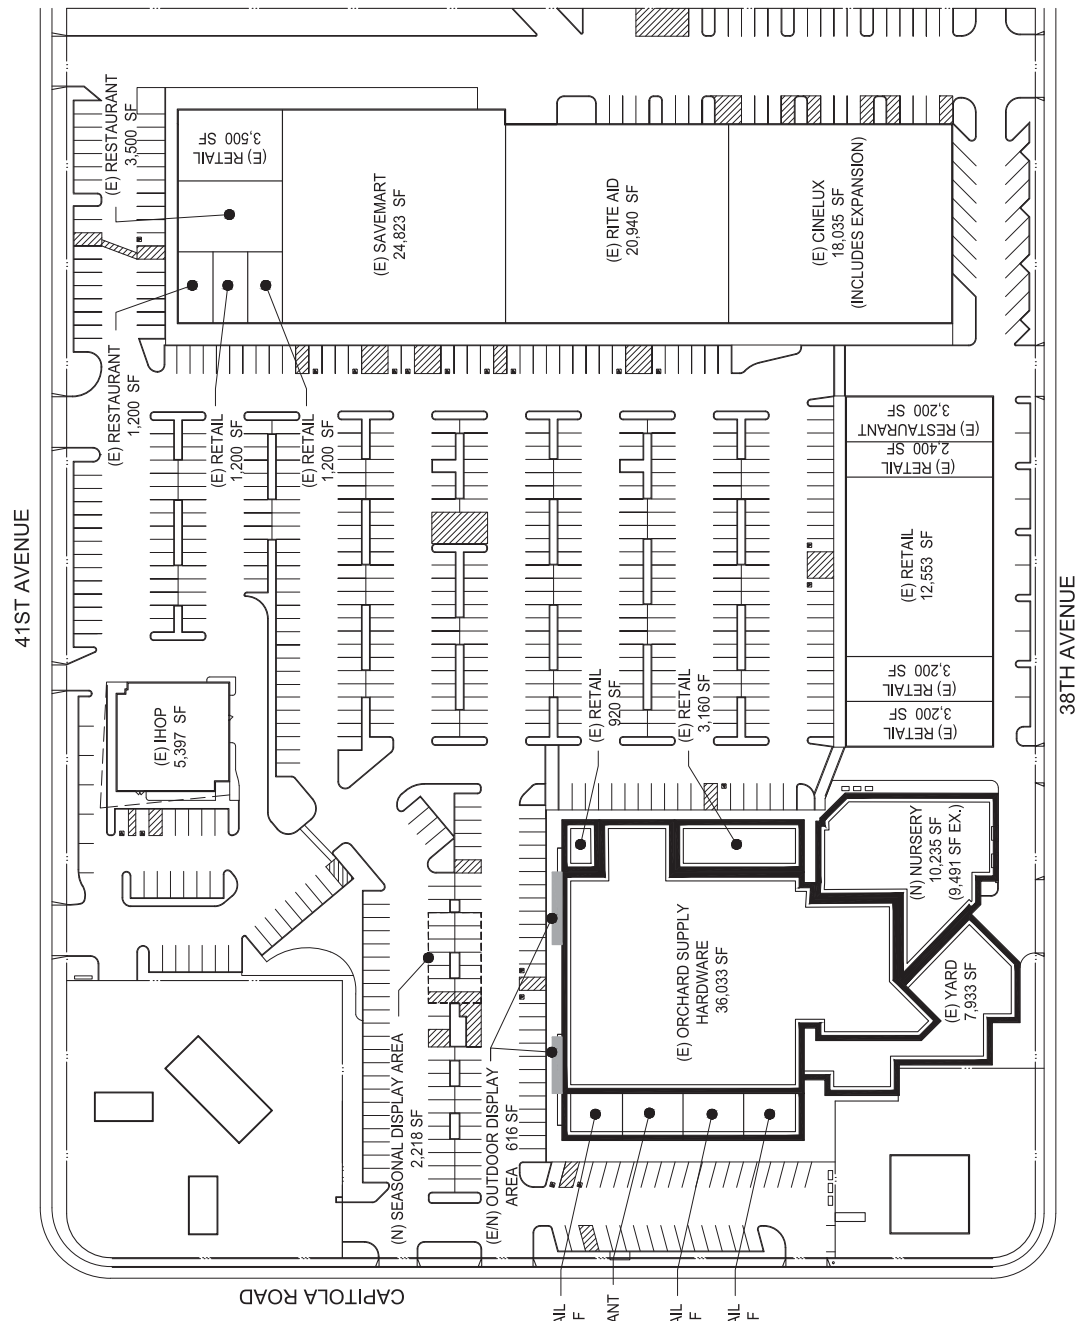 41ST AVENUE
38TH AVENUE
CAPITOLA ROAD
(E) RESTAURANT
3,500 SF
(E) RETAIL
3,500 SF
(E) SAVEMART
24,823 SF
(E) RITE AID
20,940 SF
(E) CINELUX
18,035 SF
(INCLUDES EXPANSION)
(E) RESTAURANT
1,200 SF
(E) RETAIL
1,200 SF
(E) RETAIL
1,200 SF
(E) RESTAURANT
3,200 SF
(E) RETAIL
2,400 SF
(E) RETAIL
12,553 SF
(E) RETAIL
3,200 SF
(E) RETAIL
3,200 SF
(E) IHOP
5,397 SF
(E) RETAIL
920 SF
(E) RETAIL
3,160 SF
(N) NURSERY
10,235 SF
(9,491 SF EX.)
(E) ORCHARD SUPPLY
HARDWARE
36,033 SF
(E) YARD
7,933 SF
(N) SEASONAL DISPLAY AREA
2,218 SF
(E/N) OUTDOOR DISPLAY
AREA 616 SF
AIL
F
ANT
AIL
F
AIL
F